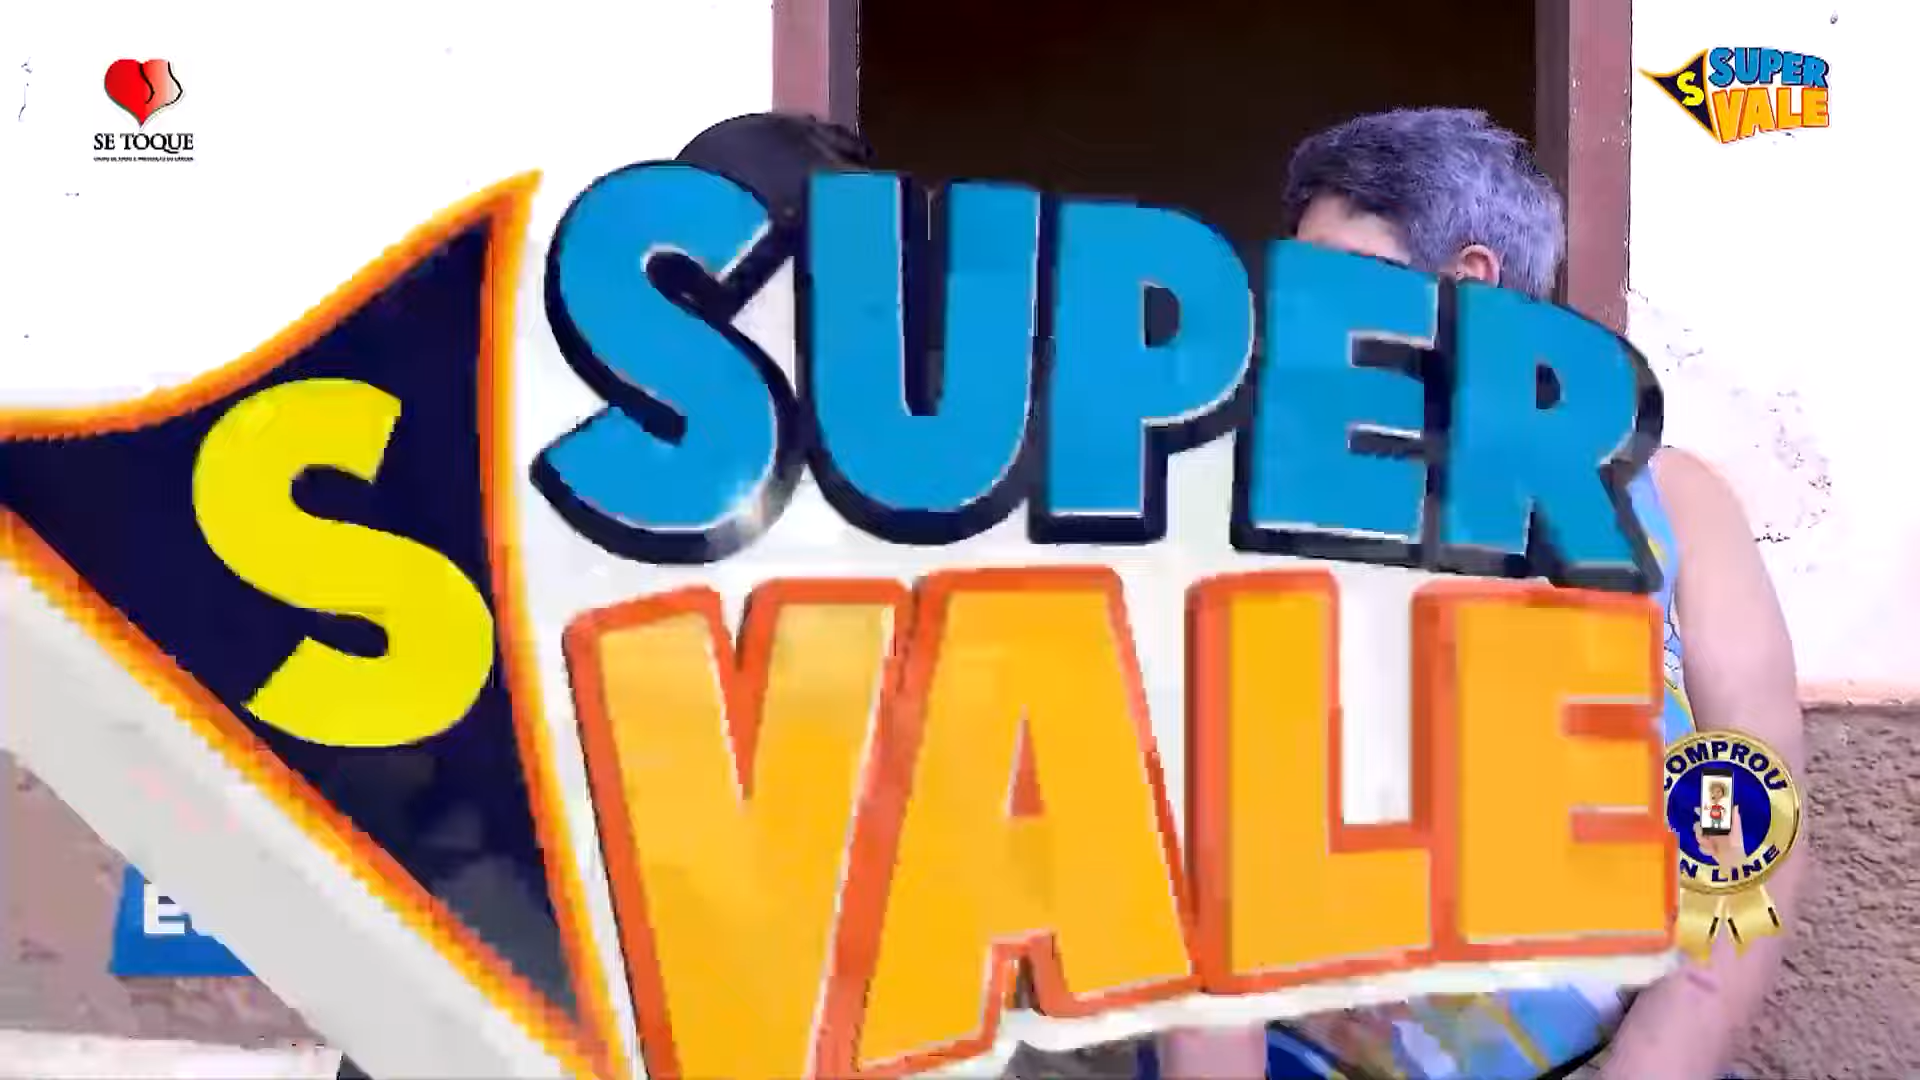 SE TOQUE
SUPER
VALE
S
S
SUPER
VALE
COMPROU
N LINE